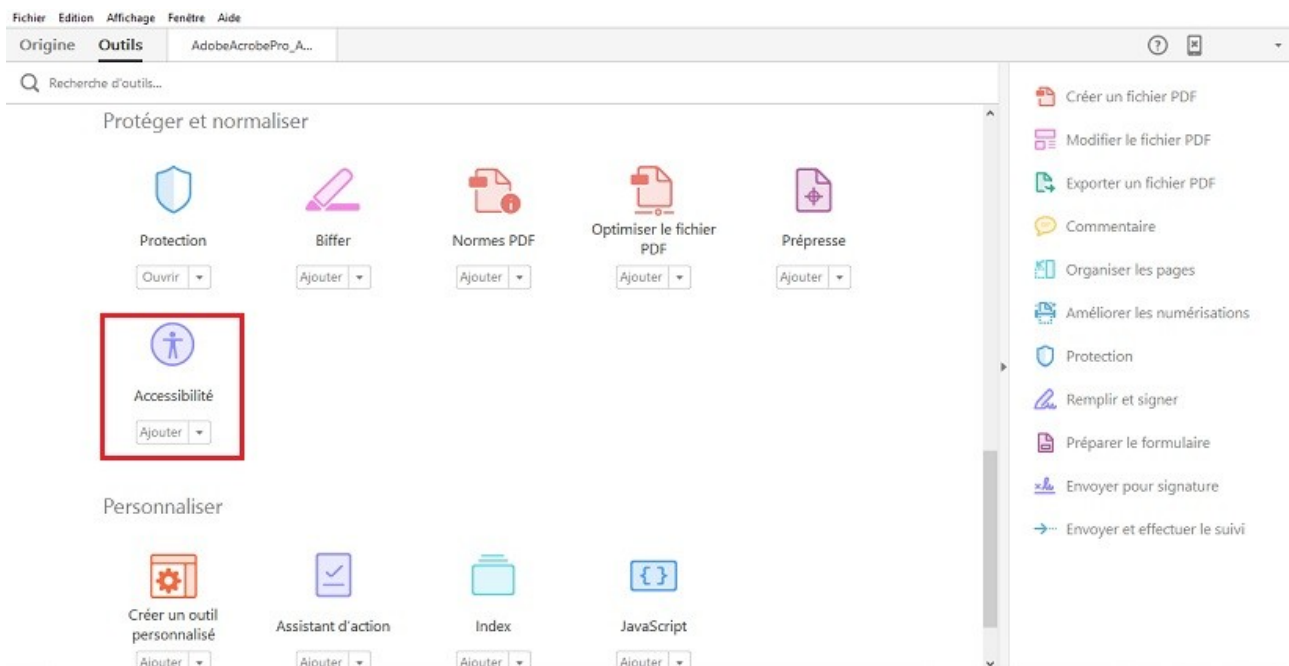 Fichier Edition Affichage Fenêtre Aide
Origine Outils AdobeAcrobePro_A...
Recherche d'outils...
Protéger et normaliser
Protection
Ouvrir
Biffer
Ajouter
Normes PDF
Ajouter
Optimiser le fichier
PDF
Ajouter
Prépresse
Ajouter
Accessibilité
Ajouter
Personnaliser
Créer un outil
personnalisé
Ajouter
Assistant d'action
Ajouter
Index
Ajouter
JavaScript
Ajouter
Créer un fichier PDF
Modifier le fichier PDF
Exporter un fichier PDF
Commentaire
Organiser les pages
Améliorer les numérisations
Protection
Remplir et signer
Préparer le formulaire
Envoyer pour signature
Envoyer et effectuer le suivi